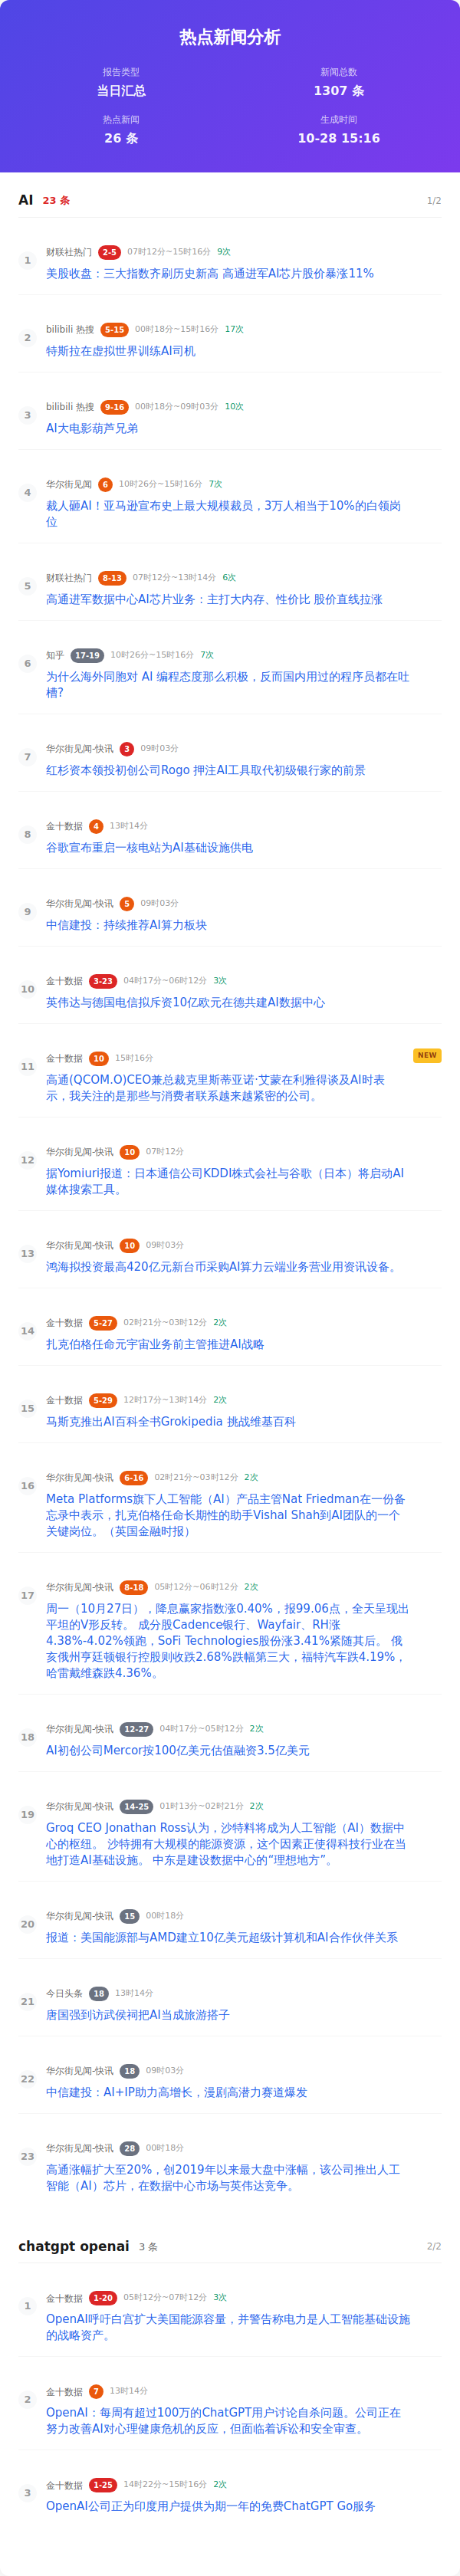 热点新闻分析
报告类型
当日汇总
新闻总数
1307 条
热点新闻
26 条
生成时间
10-28 15:16
AI 23 条 1/2
1
财联社热门 2-5 07时12分~15时16分 9次
美股收盘：三大指数齐刷历史新高 高通进军AI芯片股价暴涨11%
2
bilibili 热搜 5-15 00时18分~15时16分 17次
特斯拉在虚拟世界训练AI司机
3
bilibili 热搜 9-16 00时18分~09时03分 10次
AI大电影葫芦兄弟
4
华尔街见闻 6 10时26分~15时16分 7次
裁人砸AI！亚马逊宣布史上最大规模裁员，3万人相当于10%的白领岗
位
5
财联社热门 8-13 07时12分~13时14分 6次
高通进军数据中心AI芯片业务：主打大内存、性价比 股价直线拉涨
6
知乎 17-19 10时26分~15时16分 7次
为什么海外同胞对 AI 编程态度那么积极，反而国内用过的程序员都在吐
槽?
7
华尔街见闻-快讯 3 09时03分
红杉资本领投初创公司Rogo 押注AI工具取代初级银行家的前景
8
金十数据 4 13时14分
谷歌宣布重启一核电站为AI基础设施供电
9
华尔街见闻-快讯 5 09时03分
中信建投：持续推荐AI算力板块
10
金十数据 3-23 04时17分~06时12分 3次
英伟达与德国电信拟斥资10亿欧元在德共建AI数据中心
11
金十数据 10 15时16分 NEW
高通(QCOM.O)CEO兼总裁克里斯蒂亚诺·艾蒙在利雅得谈及AI时表
示，我关注的是那些与消费者联系越来越紧密的公司。
12
华尔街见闻-快讯 10 07时12分
据Yomiuri报道：日本通信公司KDDI株式会社与谷歌（日本）将启动AI
媒体搜索工具。
13
华尔街见闻-快讯 10 09时03分
鸿海拟投资最高420亿元新台币采购AI算力云端业务营业用资讯设备。
14
金十数据 5-27 02时21分~03时12分 2次
扎克伯格任命元宇宙业务前主管推进AI战略
15
金十数据 5-29 12时17分~13时14分 2次
马斯克推出AI百科全书Grokipedia 挑战维基百科
16
华尔街见闻-快讯 6-16 02时21分~03时12分 2次
Meta Platforms旗下人工智能（AI）产品主管Nat Friedman在一份备
忘录中表示，扎克伯格任命长期性的助手Vishal Shah到AI团队的一个
关键岗位。（英国金融时报）
17
华尔街见闻-快讯 8-18 05时12分~06时12分 2次
周一（10月27日），降息赢家指数涨0.40%，报99.06点，全天呈现出
平坦的V形反转。 成分股Cadence银行、Wayfair、RH涨
4.38%-4.02%领跑，SoFi Technologies股份涨3.41%紧随其后。 俄
亥俄州亨廷顿银行控股则收跌2.68%跌幅第三大，福特汽车跌4.19%，
哈雷戴维森跌4.36%。
18
华尔街见闻-快讯 12-27 04时17分~05时12分 2次
AI初创公司Mercor按100亿美元估值融资3.5亿美元
19
华尔街见闻-快讯 14-25 01时13分~02时21分 2次
Groq CEO Jonathan Ross认为，沙特料将成为人工智能（AI）数据中
心的枢纽。 沙特拥有大规模的能源资源，这个因素正使得科技行业在当
地打造AI基础设施。 中东是建设数据中心的“理想地方”。
20
华尔街见闻-快讯 15 00时18分
报道：美国能源部与AMD建立10亿美元超级计算机和AI合作伙伴关系
21
今日头条 18 13时14分
唐国强到访武侯祠把AI当成旅游搭子
22
华尔街见闻-快讯 18 09时03分
中信建投：AI+IP助力高增长，漫剧高潜力赛道爆发
23
华尔街见闻-快讯 28 00时18分
高通涨幅扩大至20%，创2019年以来最大盘中涨幅，该公司推出人工
智能（AI）芯片，在数据中心市场与英伟达竞争。
chatgpt openai 3 条 2/2
1
金十数据 1-20 05时12分~07时12分 3次
OpenAI呼吁白宫扩大美国能源容量，并警告称电力是人工智能基础设施
的战略资产。
2
金十数据 7 13时14分
OpenAI：每周有超过100万的ChatGPT用户讨论自杀问题。公司正在
努力改善AI对心理健康危机的反应，但面临着诉讼和安全审查。
3
金十数据 1-25 14时22分~15时16分 2次
OpenAI公司正为印度用户提供为期一年的免费ChatGPT Go服务